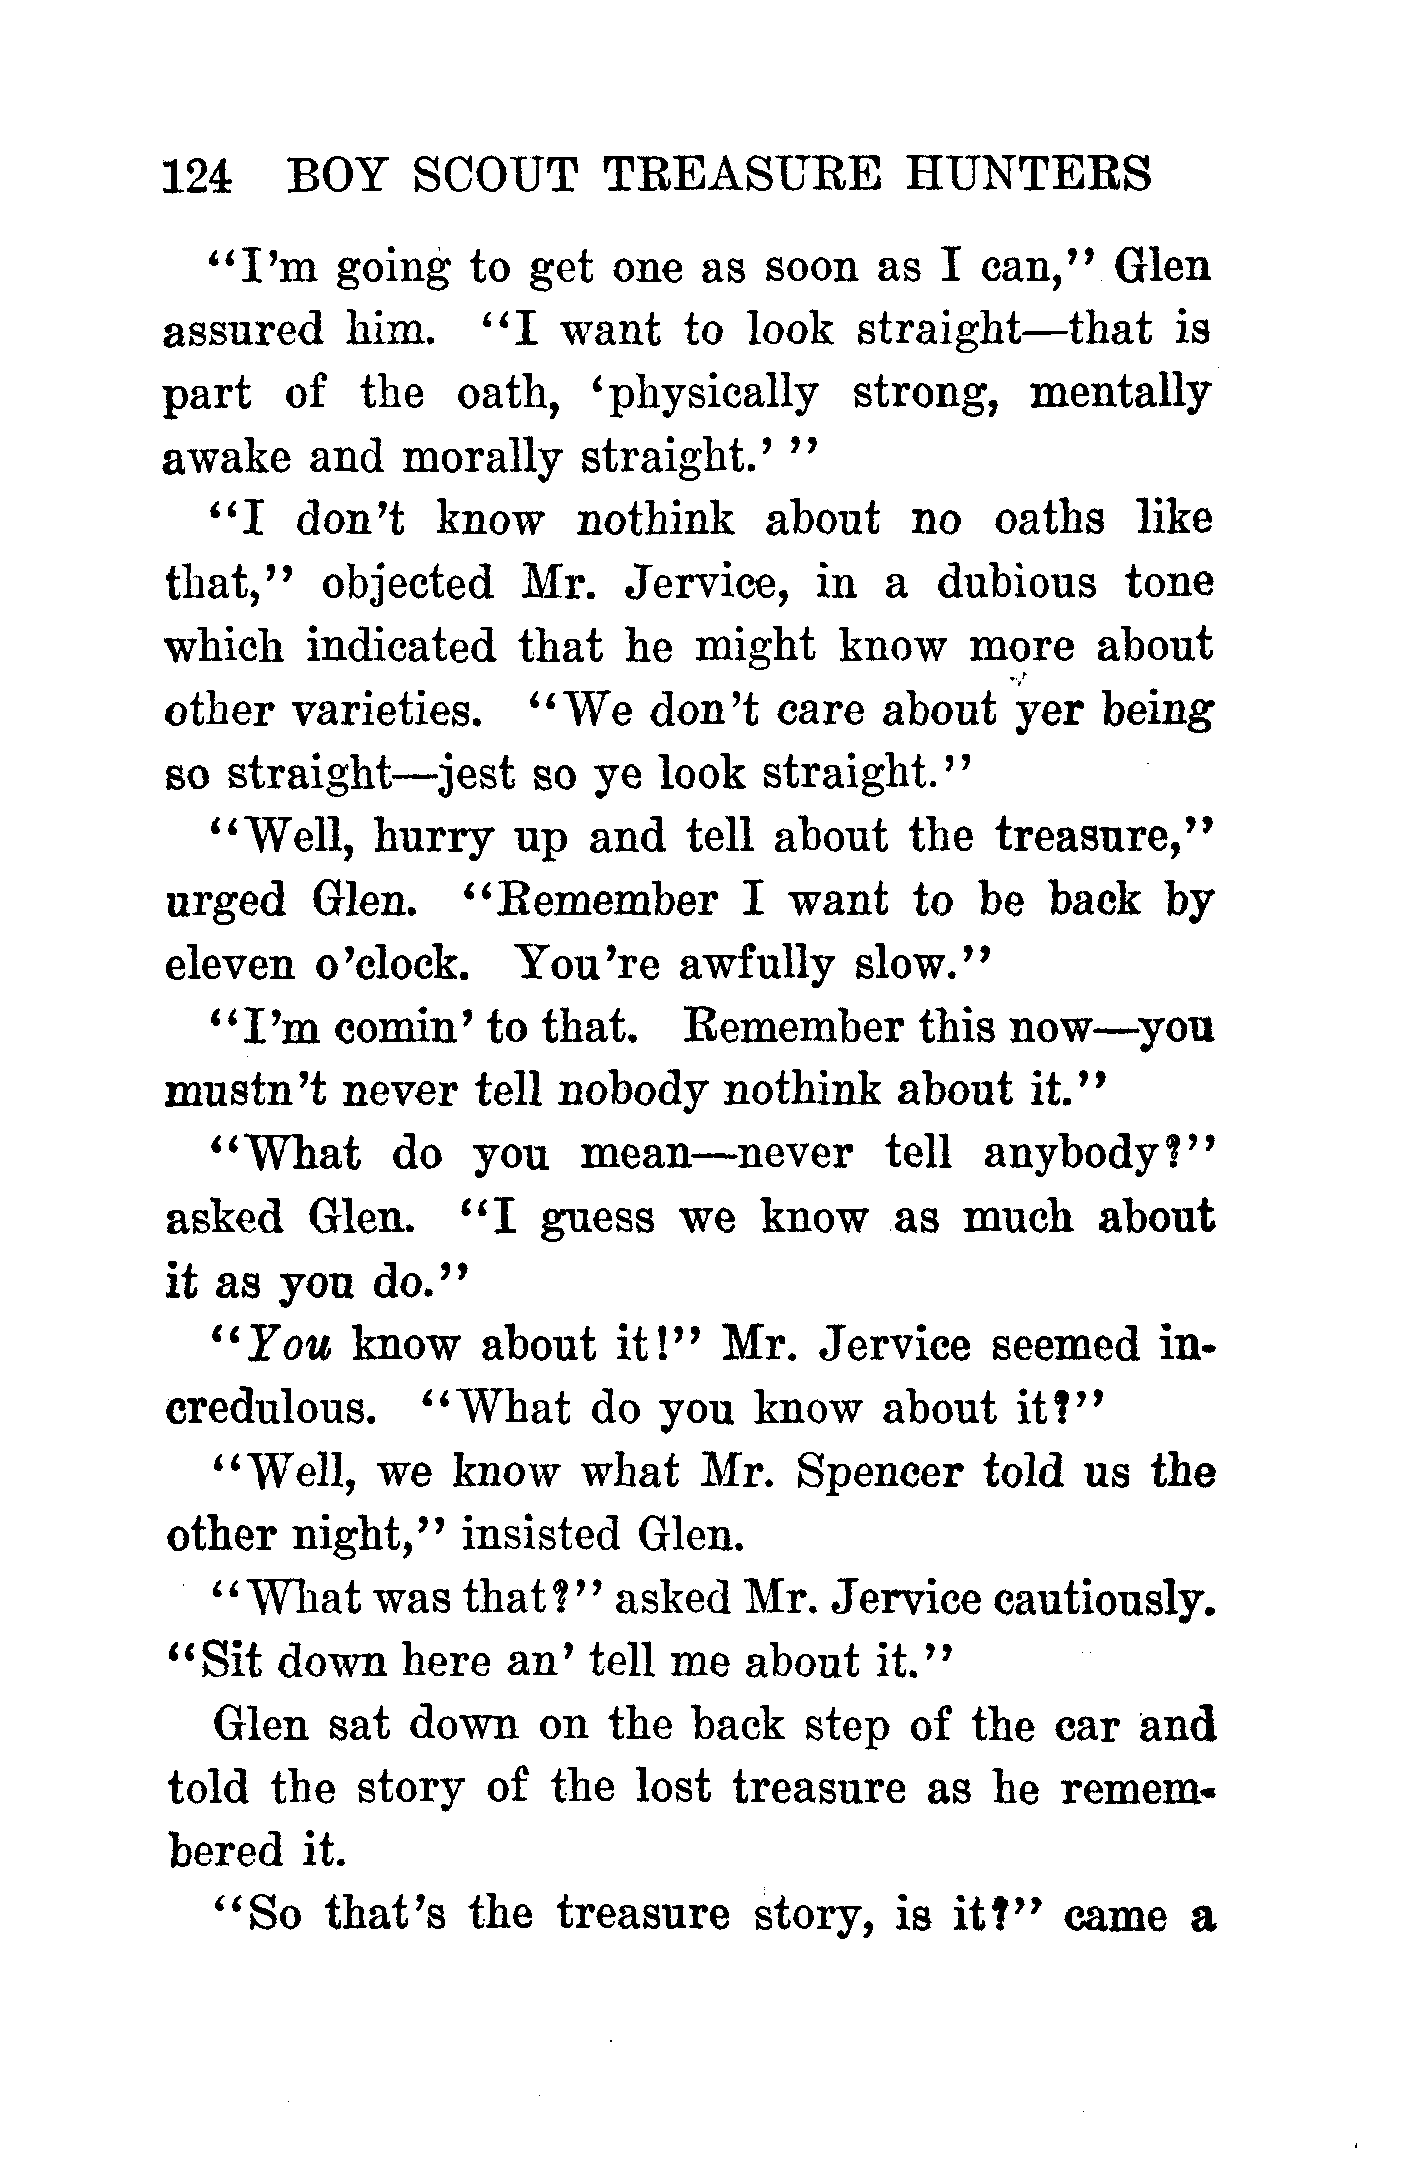 124 BOY SCOUT TREASURE HUNTERS
"I'm going to get one as soon as I can," Glen
assured him. "I want to look straight—that is
part of the oath, 'physically strong, mentally
awake and morally straight.' "
"I don't know nothink about no oaths like
that," objected Mr. Jervice, in a dubious tone
which indicated that he might know more about
other varieties. "We don't care about yer being
so straight—jest so ye look straight."
"Well, hurry up and tell about the treasure,"
urged Glen. "Remember I want to be back by
eleven o'clock. You're awfully slow."
"I'm comin' to that. Remember this now—you
mustn't never tell nobody nothink about it."
"What do you mean—never tell anybody?"
asked Glen. "I guess we know as much about
it as you do."
"You know about it!" Mr. Jervice seemed in-
credulous. "What do you know about it?"
"Well, we know what Mr. Spencer told us the
other night," insisted Glen.
"What was that?" asked Mr. Jervice cautiously.
"Sit down here an' tell me about it."
Glen sat down on the back step of the car and
told the story of the lost treasure as he remem-
bered it.
"So that's the treasure story, is it?" came a